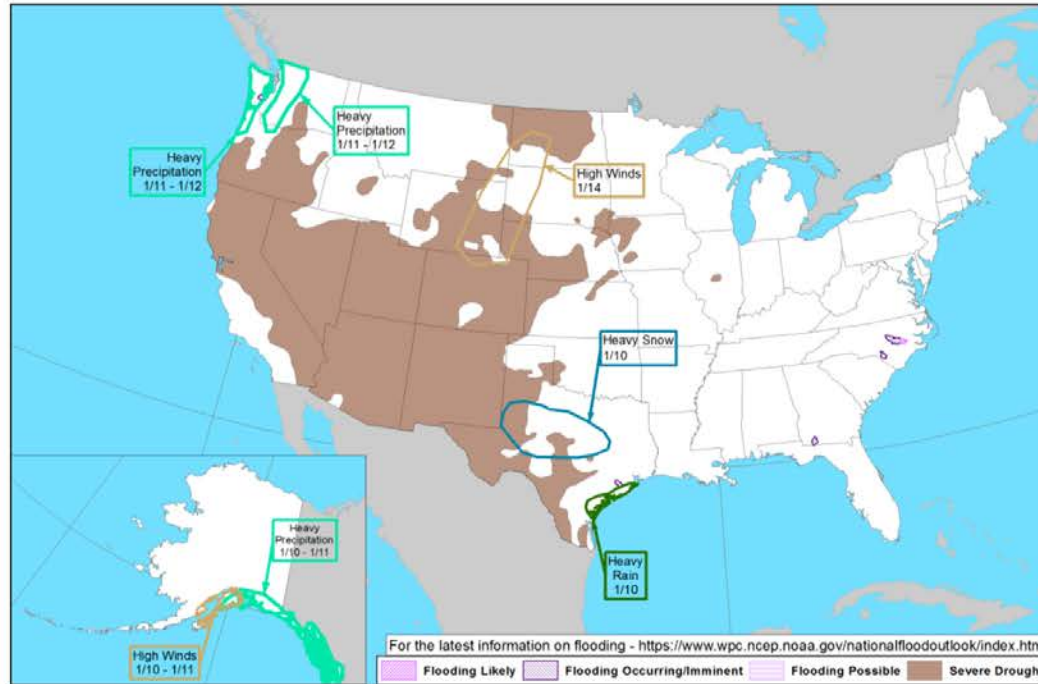 Heavy
Precipitation
1/11 - 1/12
Heavy
Precipitation
1/11 - 1/12
High Winds
1/14
Heavy Snow
1/10
Heavy
Precipitation
1/10 - 1/11
Heavy
Rain
1/10
High Winds
1/10 - 1/11
For the latest information on flooding - https://www.wpc.ncep.noaa.gov/nationalfloodoutlook/index.htm
Flooding Likely Flooding Occurring/Imminent Flooding Possible Severe Drough